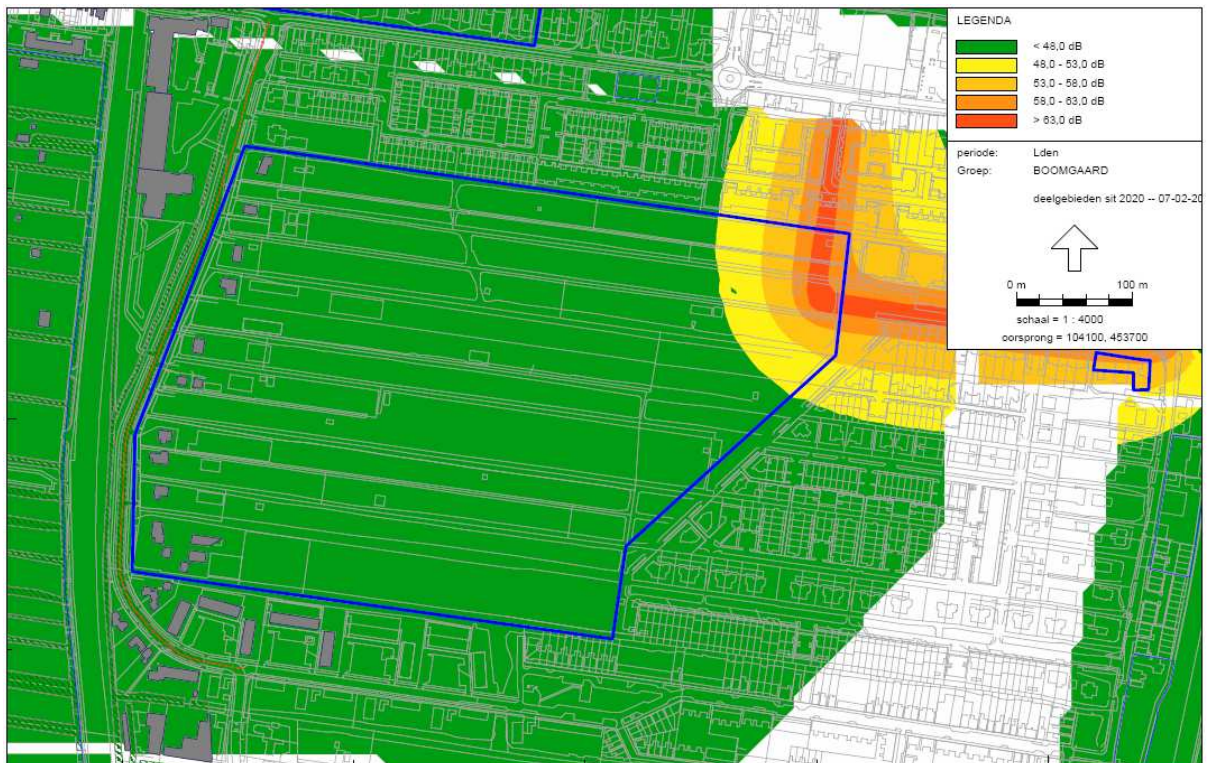 LEGENDA
< 48,0 dB
48,0 - 53,0 dB
53,0 - 58,0 dB
58,0 - 63,0 dB
> 63,0 dB
periode: Lden
Groep: BOOMGAARD
deelgebieden sit 2020 -- 07-02-20
0 m 100 m
schaal = 1 : 4000
oorsprong = 104100, 453700